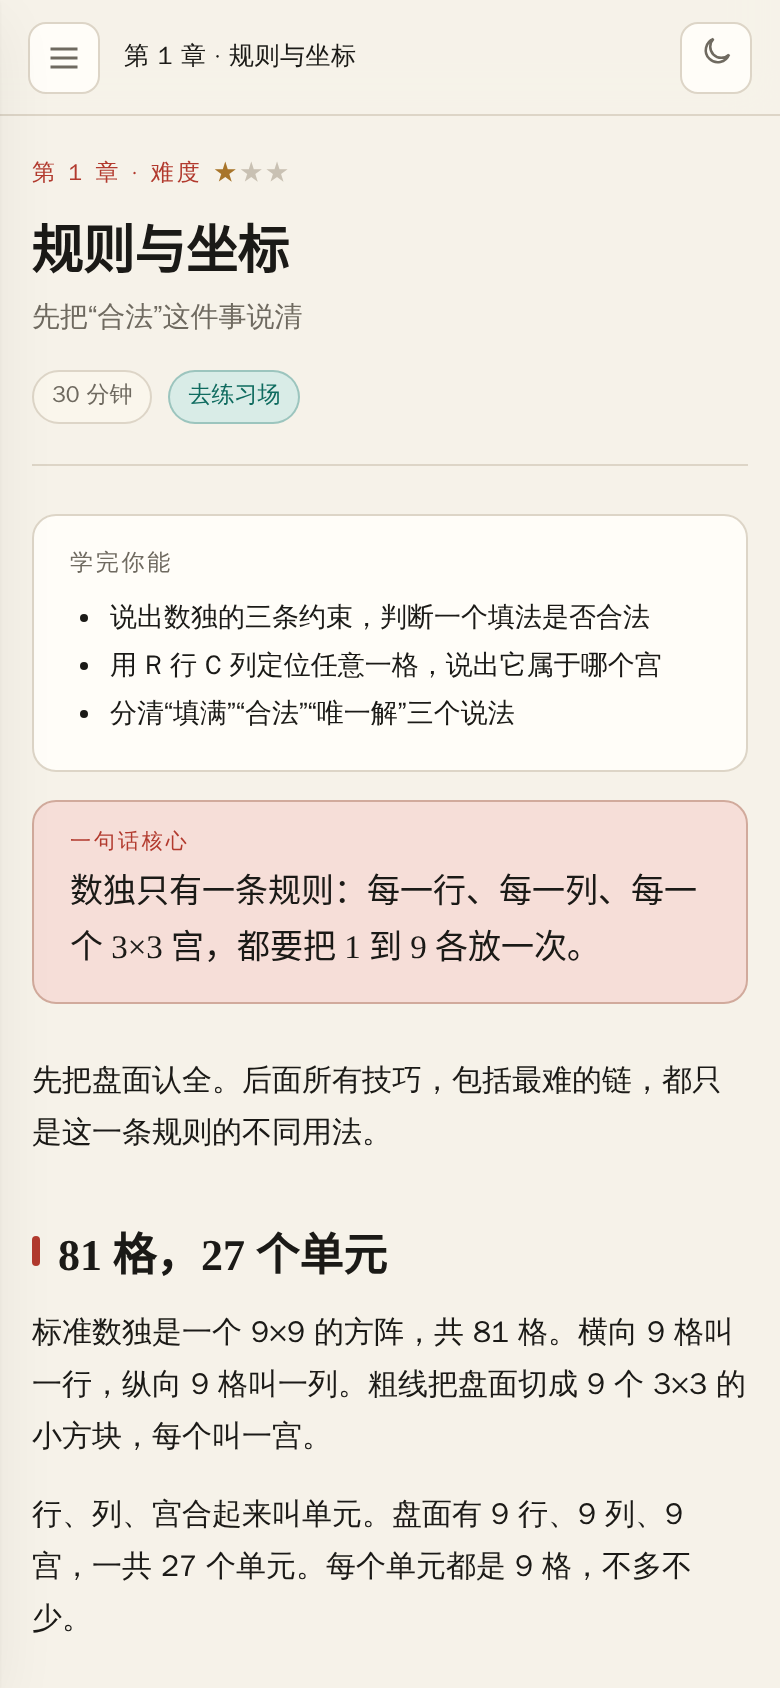 第 1 章 · 规则与坐标
第 1 章 · 难度 ★★★
规则与坐标
先把“合法”这件事说清
30 分钟
去练习场
学完你能
• 说出数独的三条约束，判断一个填法是否合法
• 用 R 行 C 列定位任意一格，说出它属于哪个宫
• 分清“填满”“合法”“唯一解”三个说法
一句话核心
数独只有一条规则：每一行、每一列、每一
个 3×3 宫，都要把 1 到 9 各放一次。
先把盘面认全。后面所有技巧，包括最难的链，都只
是这一条规则的不同用法。
81 格，27 个单元
标准数独是一个 9×9 的方阵，共 81 格。横向 9 格叫
一行，纵向 9 格叫一列。粗线把盘面切成 9 个 3×3 的
小方块，每个叫一宫。
行、列、宫合起来叫单元。盘面有 9 行、9 列、9
宫，一共 27 个单元。每个单元都是 9 格，不多不
少。